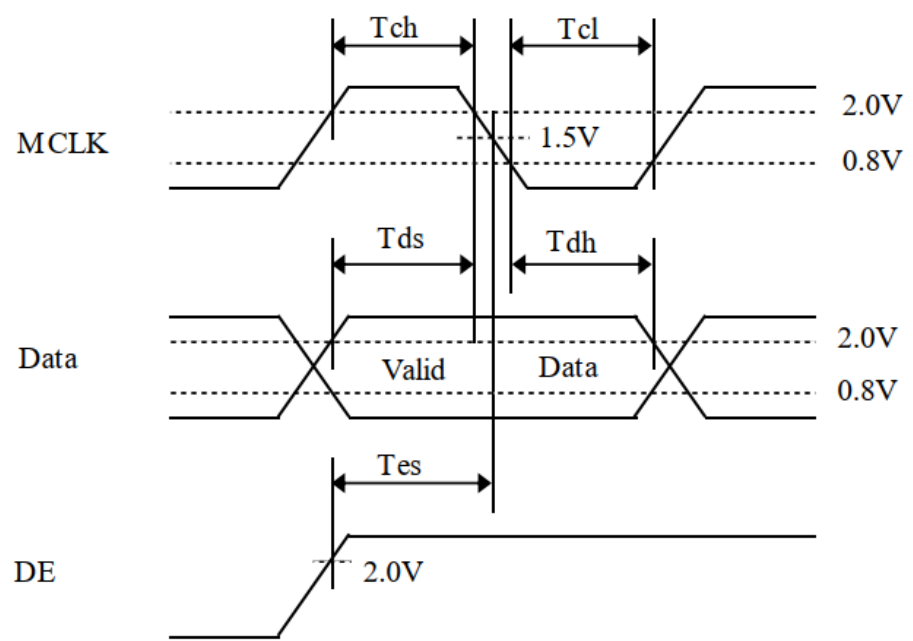 Tch
Tcl
2.0V
MCLK
1.5V
0.8V
Tds
Tdh
Data
2.0V
Valid
Data
0.8V
Tes
DE
2.0V